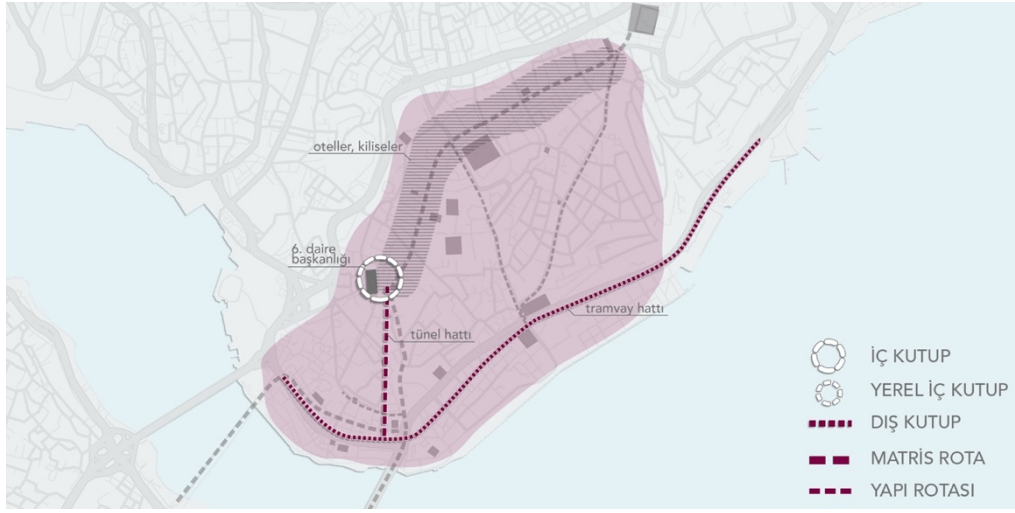 oteller, kiliseler
6. daire
başkanlığı
tramvay hattı
tünel hattı
İÇ KUTUP
YEREL İÇ KUTUP
DIŞ KUTUP
MATRİS ROTA
YAPI ROTASI